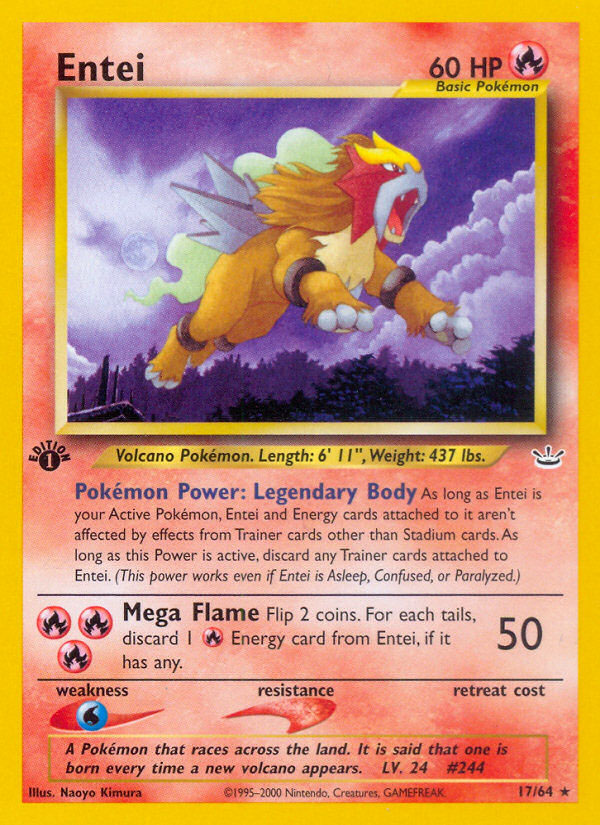 Entei
60 HP
Basic Pokémon
EDITION
1
Volcano Pokémon. Length: 6' 11", Weight: 437 lbs.
Pokémon Power: Legendary Body As long as Entei is
your Active Pokémon, Entei and Energy cards attached to it aren't
affected by effects from Trainer cards other than Stadium cards. As
long as this Power is active, discard any Trainer cards attached to
Entei. (This power works even if Entei is Asleep, Confused, or Paralyzed.)
Mega Flame Flip 2 coins. For each tails,
discard 1 Energy card from Entei, if it
has any.
50
weakness resistance retreat cost
A Pokémon that races across the land. It is said that one is
born every time a new volcano appears. LV. 24 #244
Illus. Naoyo Kimura ©1995–2000 Nintendo, Creatures, GAMEFREAK. 17/64 ★